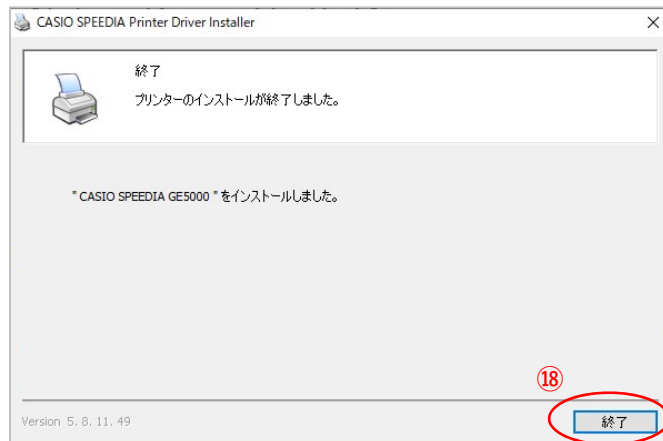 CASIO SPEEDIA Printer Driver Installer
終了
プリンターのインストールが終了しました。
" CASIO SPEEDIA GE5000 " をインストールしました。
⑱
Version 5. 8. 11. 49
終了